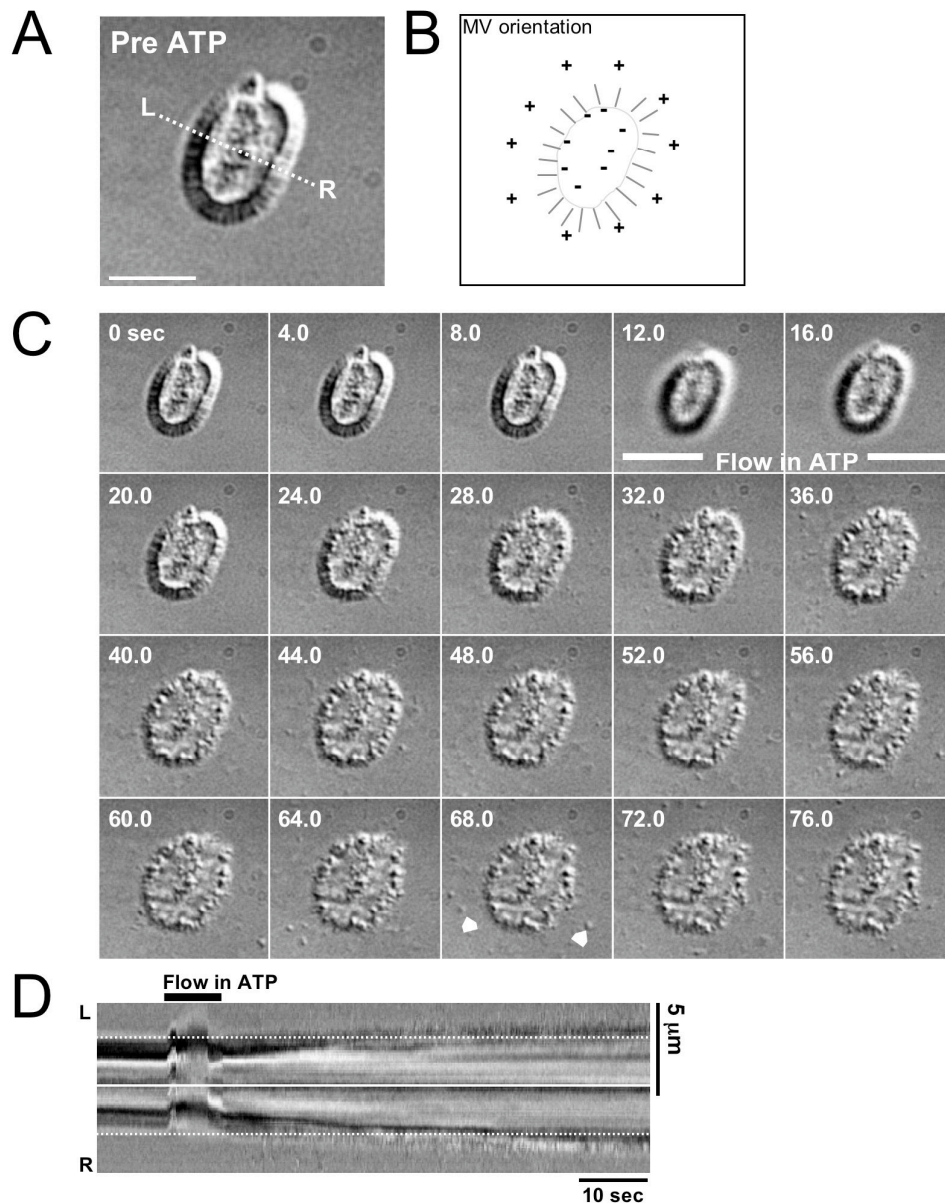 A
Pre ATP
L
R
B
MV orientation
+ +
+ +
+ +
+ +
+ +
- -
- -
-
- -
-
C
0 sec 4.0 8.0 12.0 16.0
Flow in ATP
20.0 24.0 28.0 32.0 36.0
40.0 44.0 48.0 52.0 56.0
60.0 64.0 68.0 72.0 76.0
D
Flow in ATP
L
5 μm
R
10 sec